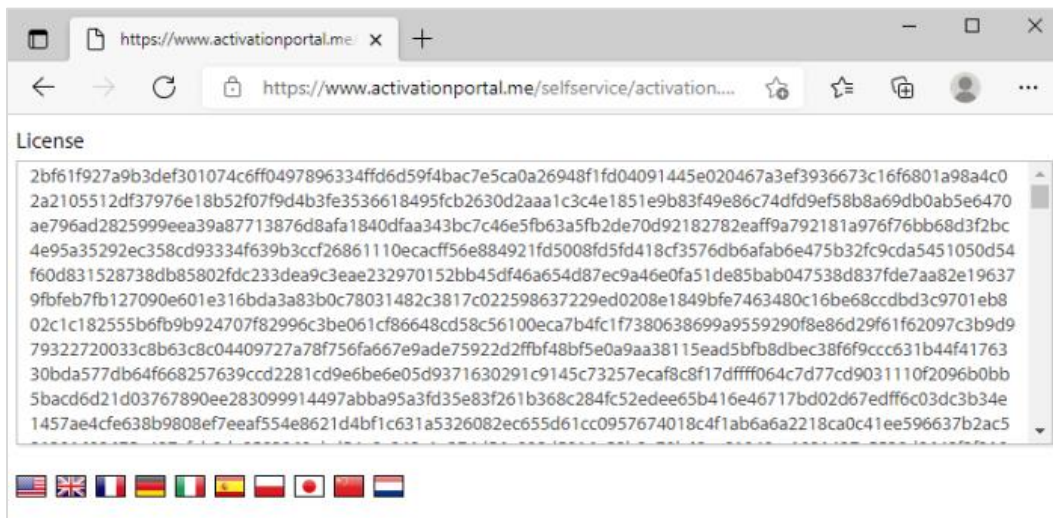 https://www.activationportal.me/
https://www.activationportal.me/selfservice/activation....
License
2bf61f927a9b3def301074c6ff0497896334ffd6d59f4bac7e5ca0a26948f1fd04091445e020467a3ef3936673c16f6801a98a4c0
2a2105512df37976e18b52f07f9d4b3fe3536618495fcb2630d2aaa1c3c4e1851e9b83f49e86c74dfd9ef58b8a69db0ab5e6470
ae796ad2825999eea39a87713876d8afa1840dfaa343bc7c46e5fb63a5fb2de70d92182782eaff9a792181a976f76bb68d3f2bc
4e95a35292ec358cd93334f639b3ccf26861110ecacff56e884921fd5008fd5fd418cf3576db6afab6e475b32fc9cda5451050d54
f60d831528738db85802fdc233dea9c3eae232970152bb45df46a654d87ec9a46e0fa51de85bab047538d837fde7aa82e19637
9fbfeb7fb127090e601e316bda3a83b0c78031482c3817c022598637229ed0208e1849bfe7463480c16be68ccdbd3c9701eb8
02c1c182555b6fb9b924707f82996c3be061cf86648cd58c56100eca7b4fc1f7380638699a9559290f8e86d29f61f62097c3b9d9
79322720033c8b63c8c04409727a78f756fa667e9ade75922d2ffbf48bf5e0a9aa38115ead5bfb8dbec38f6f9ccc631b44f41763
30bda577db64f668257639ccd2281cd9e6be6e05d9371630291c9145c73257ecaf8c8f17dffff064c7d77cd9031110f2096b0bb
5bacd6d21d03767890ee283099914497abba95a3fd35e83f261b368c284fc52edee65b416e46717bd02d67edff6c03dc3b34e
1457ae4cfe638b9808ef7eeaf554e8621d4bf1c631a5326082ec655d61cc0957674018c4f1ab6a6a2218ca0c41ee596637b2ac5